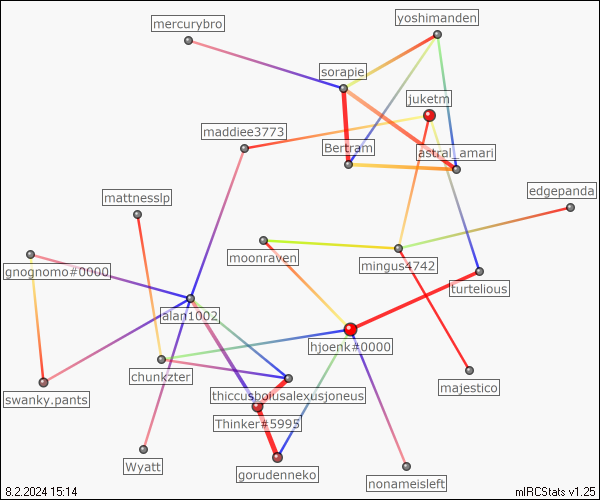 yoshimanden
mercurybro
sorapie
juketm
maddiee3773
Bertram
astral_amari
edgepanda
mattnesslp
moonraven
mingus4742
gnognomo#0000
turtelious
alan1002
hjoenk#0000
chunkzter
majestico
thiccusbolusalexusjoneus
swanky.pants
Thinker#5995
Wyatt
gorudenneko
nonameisleft
8.2.2024 15:14
mIRCStats v1.25